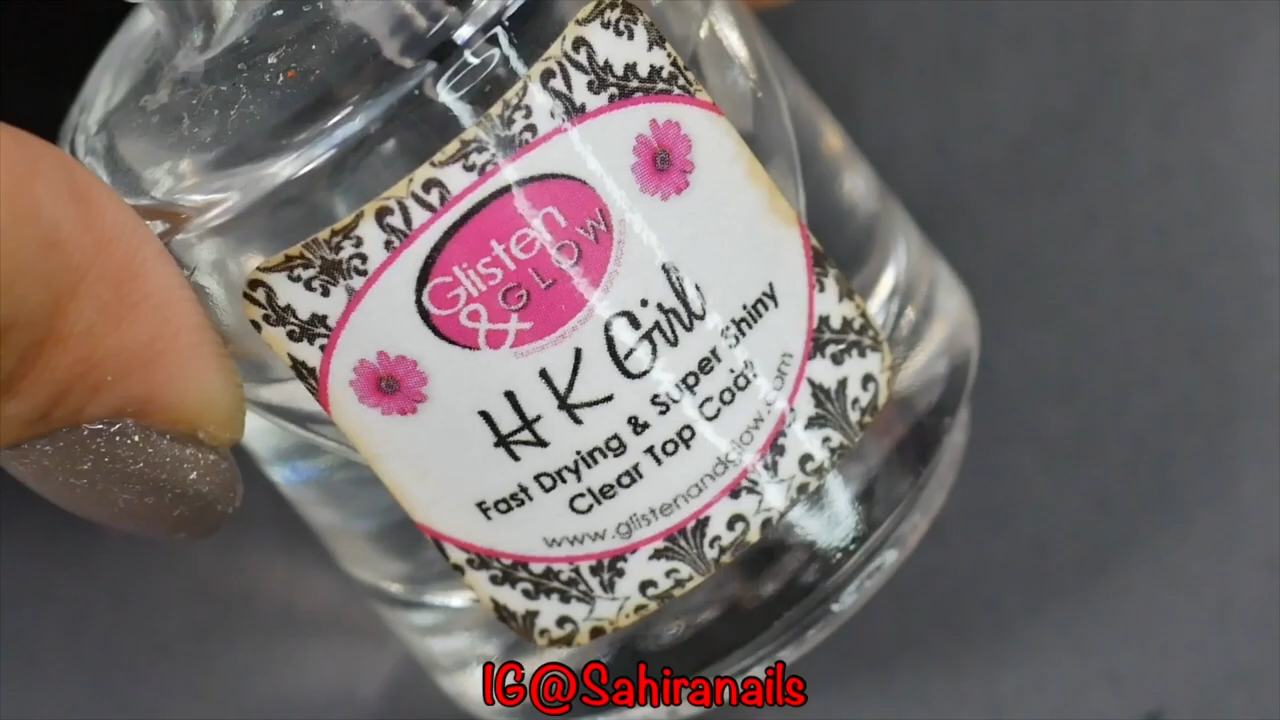 Glisten
& GLOW
HK Girl
Fast Drying & Super Shiny
Clear Top Coat
www.glistenandglow.com
IG@Sahiranails